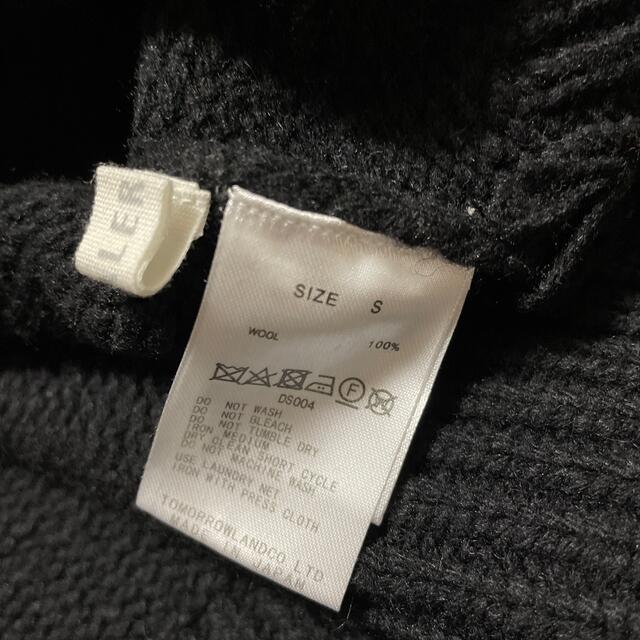 LER
SIZE S
WOOL 100%
DS004
DO NOT WASH
DO NOT BLEACH
DO NOT TUMBLE DRY
IRON MEDIUM
DRY CLEAN SHORT CYCLE
DO NOT MACHINE WASH
USE LAUNDRY NET
IRON WITH PRESS CLOTH
TOMORROWLANDCO. LTD
MADE IN JAPAN